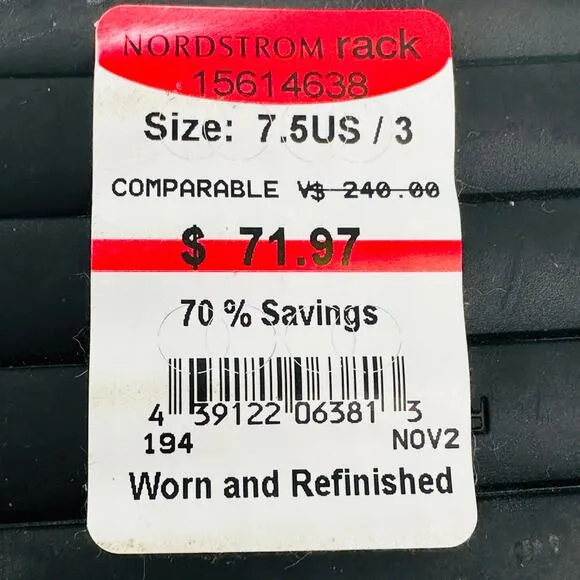 NORDSTROM rack
15614638
Size: 7.5US / 3
COMPARABLE V$ 240.00
$ 71.97
70 % Savings
4 39122 06381 3
194 NOV2
Worn and Refinished